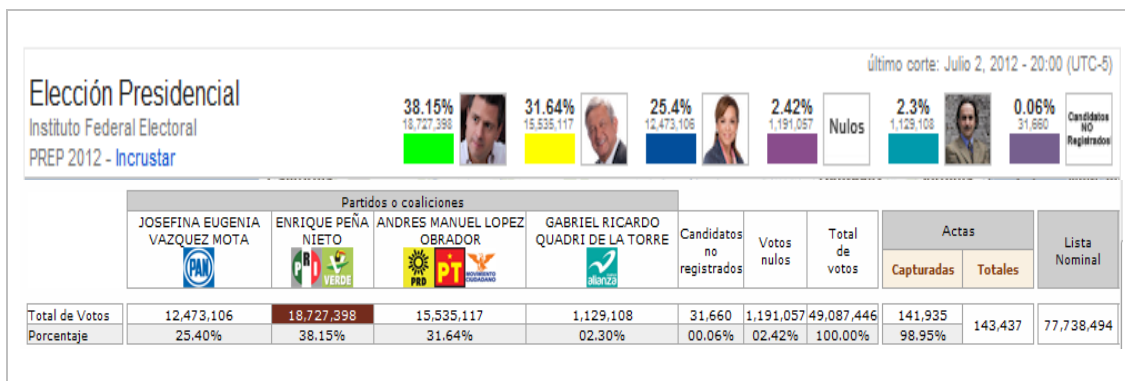 último corte: Julio 2, 2012 - 20:00 (UTC-5)
Elección Presidencial
Instituto Federal Electoral
PREP 2012 - Incrustar
38.15%
18,727,398
31.64%
15,535,117
25.4%
12,473,106
2.42%
1,191,057
Nulos
2.3%
1,129,108
0.06%
31,660
Candidatos
NO
Registrados
Partidos o coaliciones
JOSEFINA EUGENIA
VAZQUEZ MOTA
PAN
ENRIQUE PEÑA
NIETO
PRI
VERDE
ANDRES MANUEL LOPEZ
OBRADOR
PRD
PT
MOVIMIENTO
CIUDADANO
GABRIEL RICARDO
QUADRI DE LA TORRE
alianza
Candidatos
no
registrados
Votos
nulos
Total
de
votos
Actas
Capturadas
Totales
Lista
Nominal
Total de Votos 12,473,106 18,727,398 15,535,117 1,129,108 31,660 1,191,057 49,087,446 141,935 143,437 77,738,494
Porcentaje 25.40% 38.15% 31.64% 02.30% 00.06% 02.42% 100.00% 98.95%